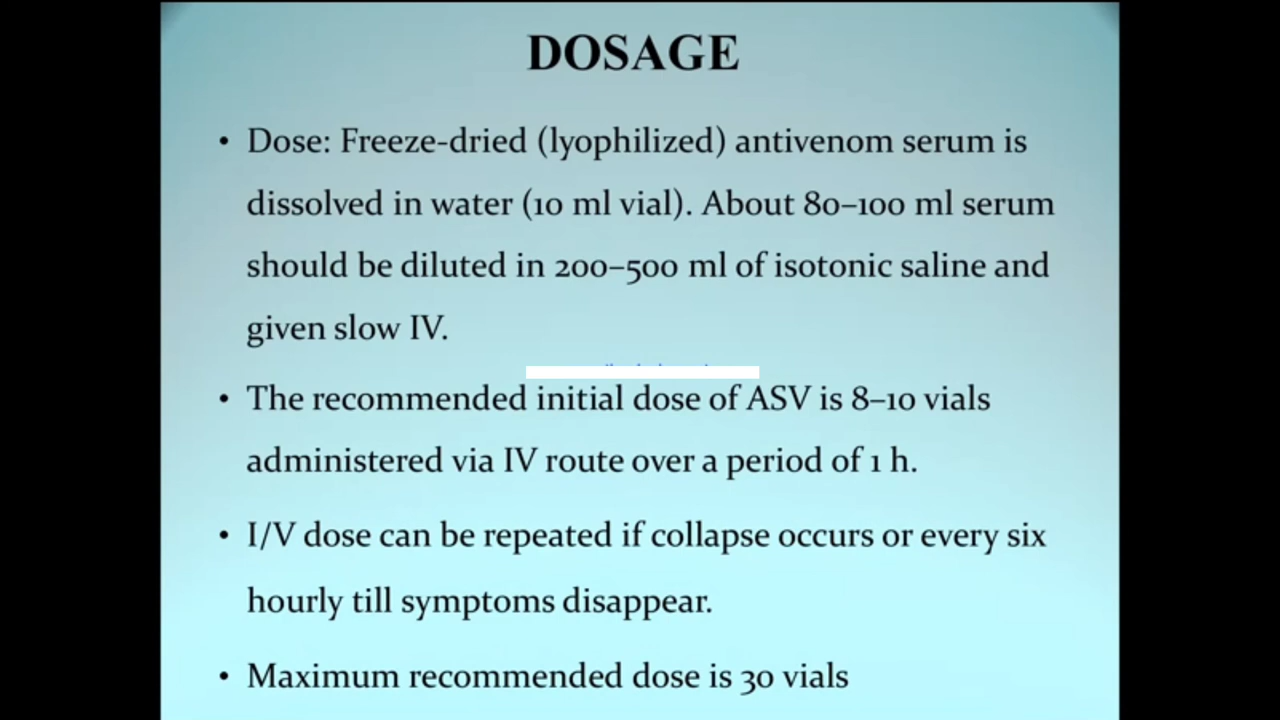 DOSAGE
• Dose: Freeze-dried (lyophilized) antivenom serum is
dissolved in water (10 ml vial). About 80–100 ml serum
should be diluted in 200–500 ml of isotonic saline and
given slow IV.
• The recommended initial dose of ASV is 8–10 vials
administered via IV route over a period of 1 h.
• I/V dose can be repeated if collapse occurs or every six
hourly till symptoms disappear.
• Maximum recommended dose is 30 vials